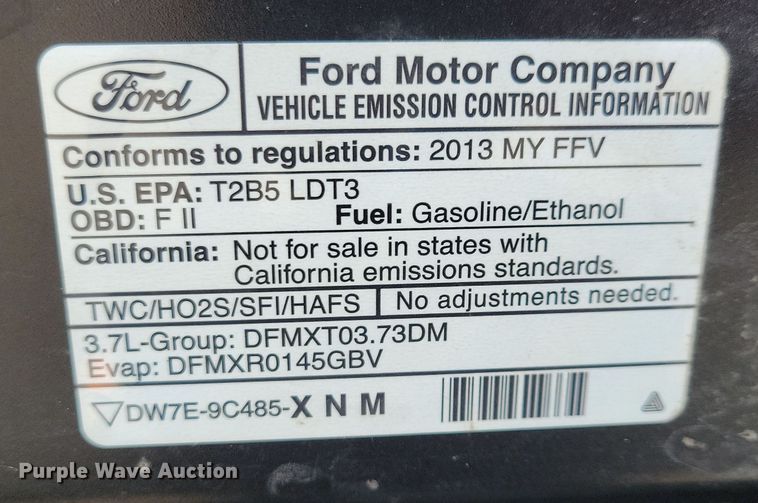 Ford
Ford Motor Company
VEHICLE EMISSION CONTROL INFORMATION
Conforms to regulations: 2013 MY FFV
U.S. EPA: T2B5 LDT3
OBD: F II Fuel: Gasoline/Ethanol
California: Not for sale in states with
California emissions standards.
TWC/HO2S/SFI/HAFS No adjustments needed.
3.7L-Group: DFMXT03.73DM
Evap: DFMXR0145GBV
DW7E-9C485-X N M
Purple Wave Auction